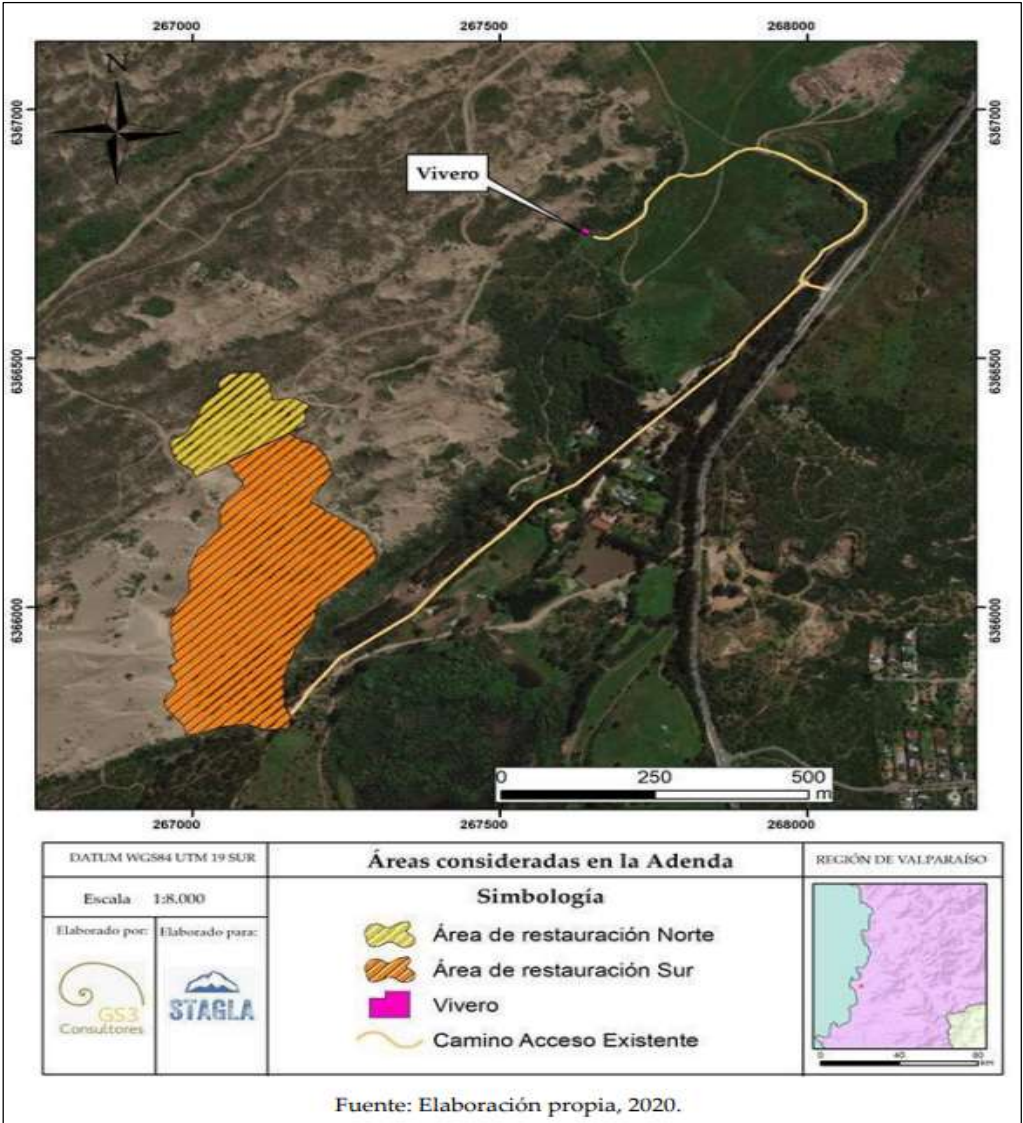 267000 267500 268000
N
6367000 6367000
Vivero
6366500 6366500
6366000 6366000
0 250 500
m
267000 267500 268000
DATUM WGS84 UTM 19 SUR
Escala 1:8.000
Elaborado por:
GS3
Consultores
Elaborado para:
STAGLA
Áreas consideradas en la Adenda
Simbología
Área de restauración Norte
Área de restauración Sur
Vivero
Camino Acceso Existente
REGIÓN DE VALPARAÍSO
0 40 80
km
Fuente: Elaboración propia, 2020.